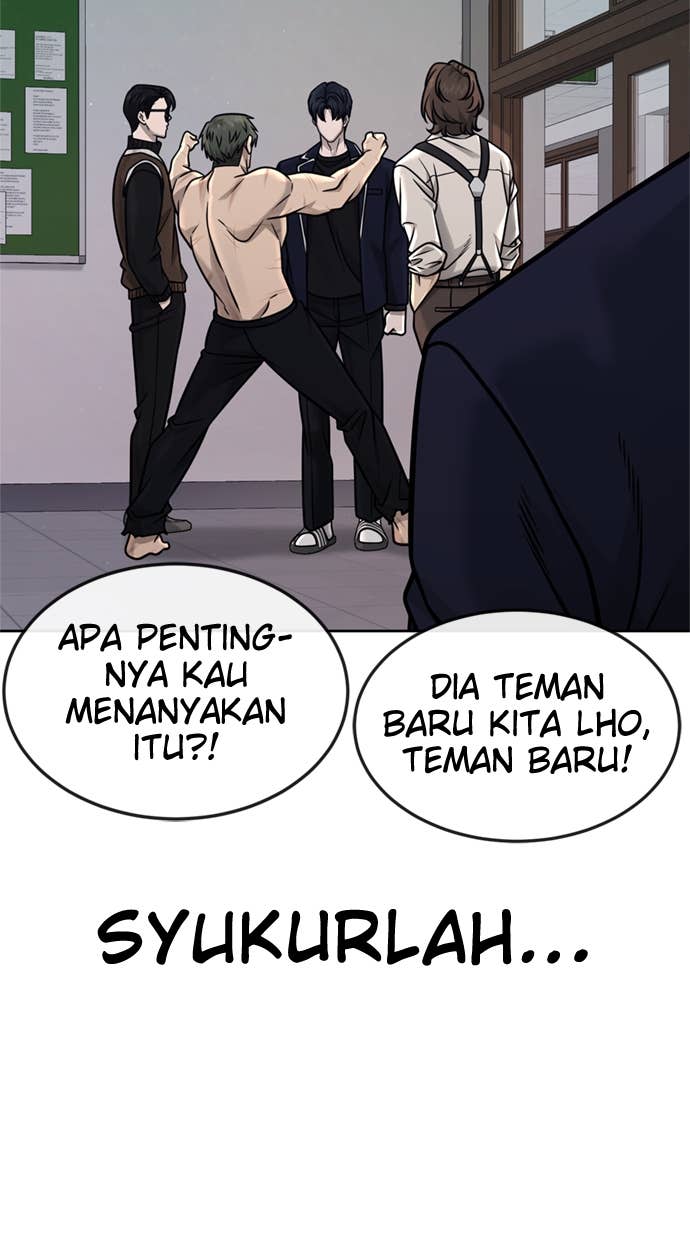 APA PENTING-
NYA KAU
MENANYAKAN
ITU?!
DIA TEMAN
BARU KITA LHO,
TEMAN BARU!
SYUKURLAH...